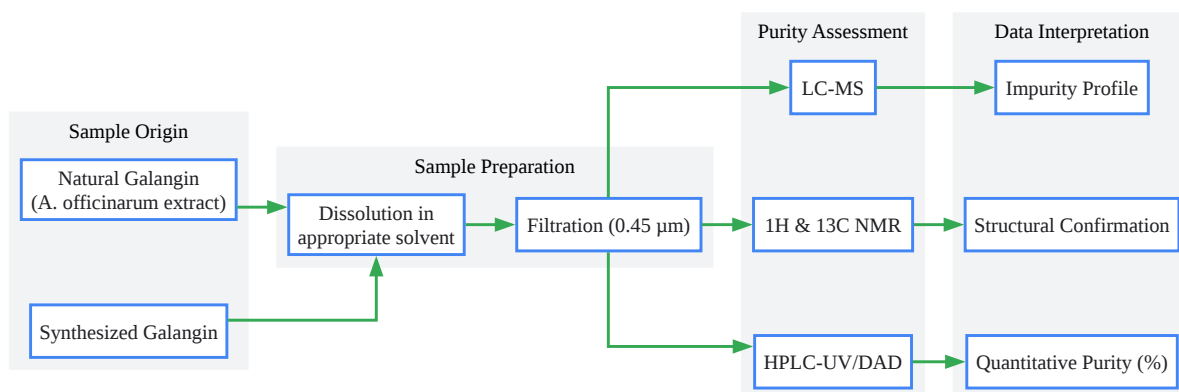 Sample Origin
Natural Galangin
(A. officinarum extract)
Synthesized Galangin
Sample Preparation
Dissolution in
appropriate solvent
Filtration (0.45 µm)
Purity Assessment
LC-MS
1H & 13C NMR
HPLC-UV/DAD
Data Interpretation
Impurity Profile
Structural Confirmation
Quantitative Purity (%)